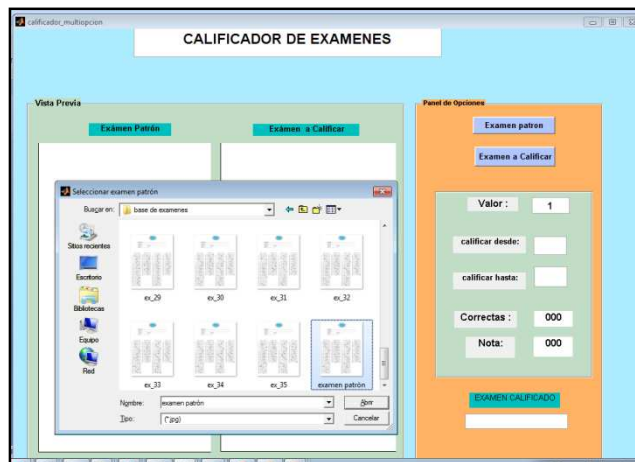 calificador_multiopcion
CALIFICADOR DE EXAMENES
Vista Previa
Exámen Patrón
Exámen a Calificar
Seleccionar examen patrón
Buscar en:
base de examenes
Sitios recientes
Escritorio
Bibliotecas
Equipo
Red
ex_29
ex_30
ex_31
ex_32
ex_33
ex_34
ex_35
examen patrón
Nombre:
examen patrón
Abrir
Tipo:
(*.jpg)
Cancelar
Panel de Opciones
Examen patron
Examen a Calificar
Valor :
1
calificar desde:
calificar hasta:
Correctas :
000
Nota:
000
EXAMEN CALIFICADO